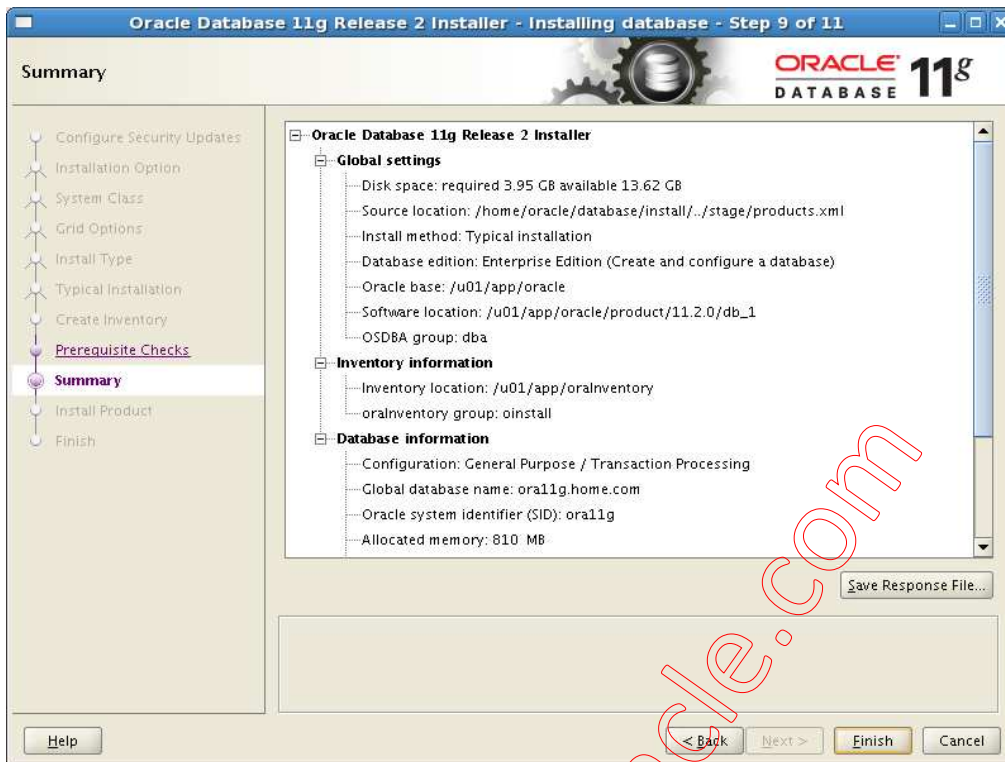 Oracle Database 11g Release 2 Installer - Installing database - Step 9 of 11
Summary
ORACLE
DATABASE
11g
Configure Security Updates
Installation Option
System Class
Grid Options
Install Type
Typical Installation
Create Inventory
Prerequisite Checks
Summary
Install Product
Finish
Oracle Database 11g Release 2 Installer
Global settings
Disk space: required 3.95 GB available 13.62 GB
Source location: /home/oracle/database/install/../stage/products.xml
Install method: Typical installation
Database edition: Enterprise Edition (Create and configure a database)
Oracle base: /u01/app/oracle
Software location: /u01/app/oracle/product/11.2.0/db_1
OSDBA group: dba
Inventory information
Inventory location: /u01/app/oraInventory
oraInventory group: oinstall
Database information
Configuration: General Purpose / Transaction Processing
Global database name: ora11g.home.com
Oracle system identifier (SID): ora11g
Allocated memory: 810 MB
Save Response File...
Help
< Back
Next >
Finish
Cancel
cle.com